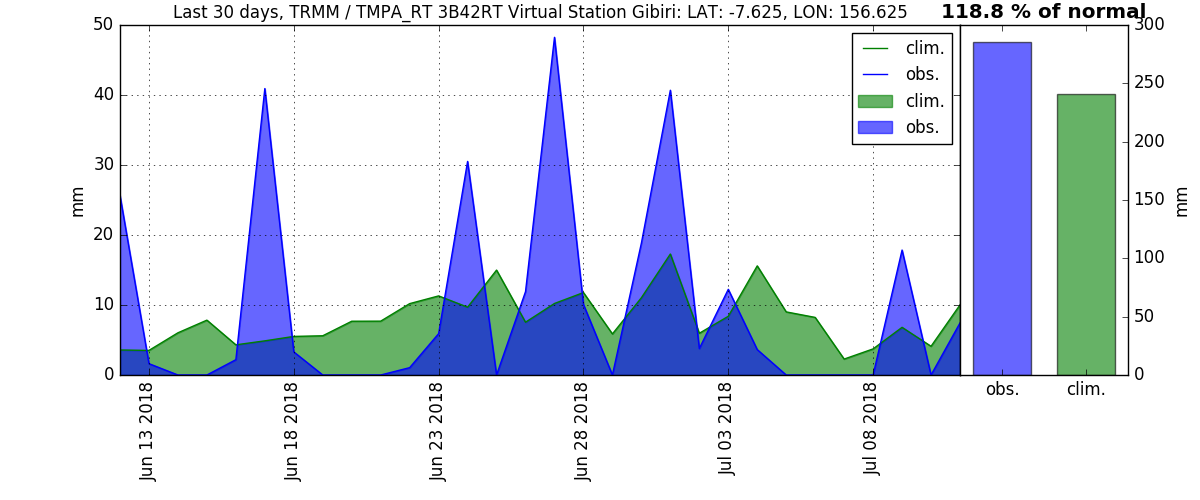 Last 30 days, TRMM / TMPA_RT 3B42RT Virtual Station Gibiri: LAT: -7.625, LON: 156.625
118.8 % of normal
mm
50
40
30
20
10
0
clim.
obs.
clim.
obs.
Jun 13 2018
Jun 18 2018
Jun 23 2018
Jun 28 2018
Jul 03 2018
Jul 08 2018
300
250
200
150
100
50
0
mm
obs.
clim.